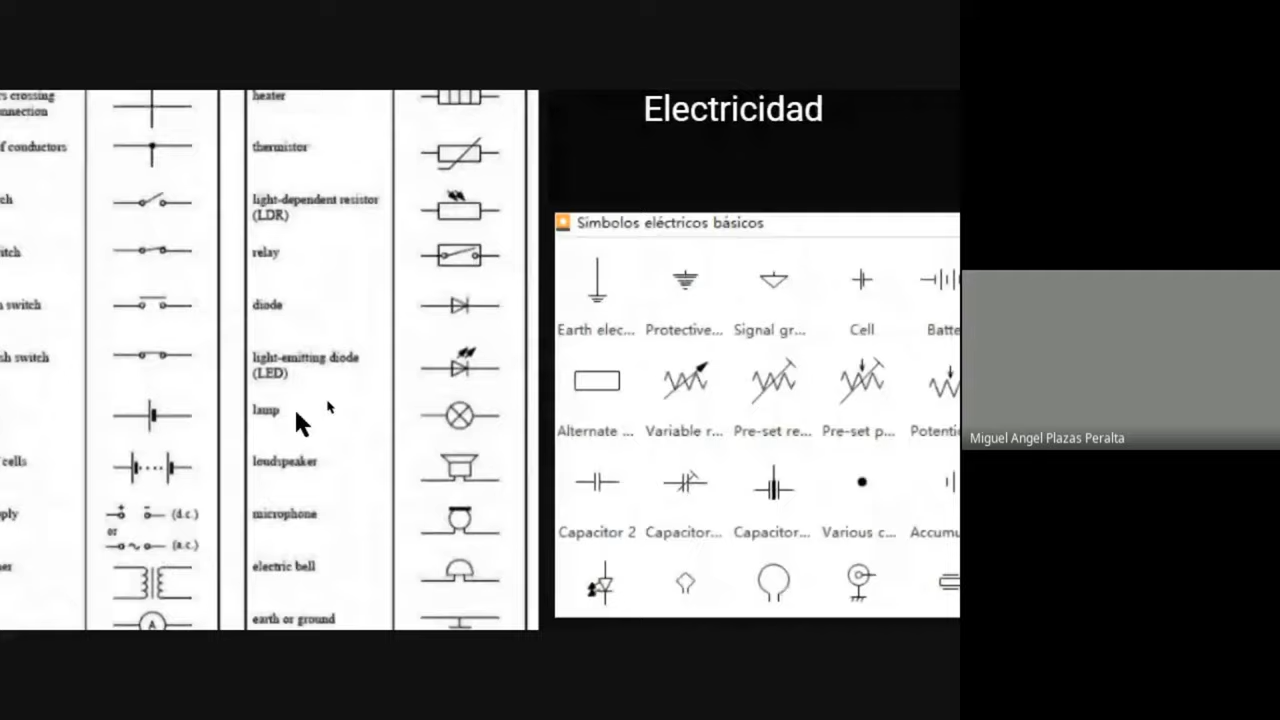 Electricidad
s crossing
nnection
heater
f conductors
thermistor
ch
light-dependent resistor
(LDR)
itch
relay
switch
diode
sh switch
light-emitting diode
(LED)
lamp
cells
loudspeaker
ply
(d.c.)
or
(a.c.)
microphone
er
electric bell
A
earth or ground
Símbolos eléctricos básicos
Earth elec...
Protective...
Signal gr...
Cell
Batte
Alternate ...
Variable r...
Pre-set re...
Pre-set p...
Potenti
Capacitor 2
Capacitor...
Capacitor...
Various c...
Accumu
Miguel Angel Plazas Peralta